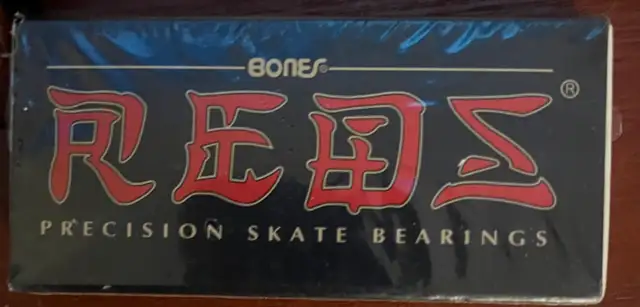 BONES®
REDS®
PRECISION SKATE BEARINGS